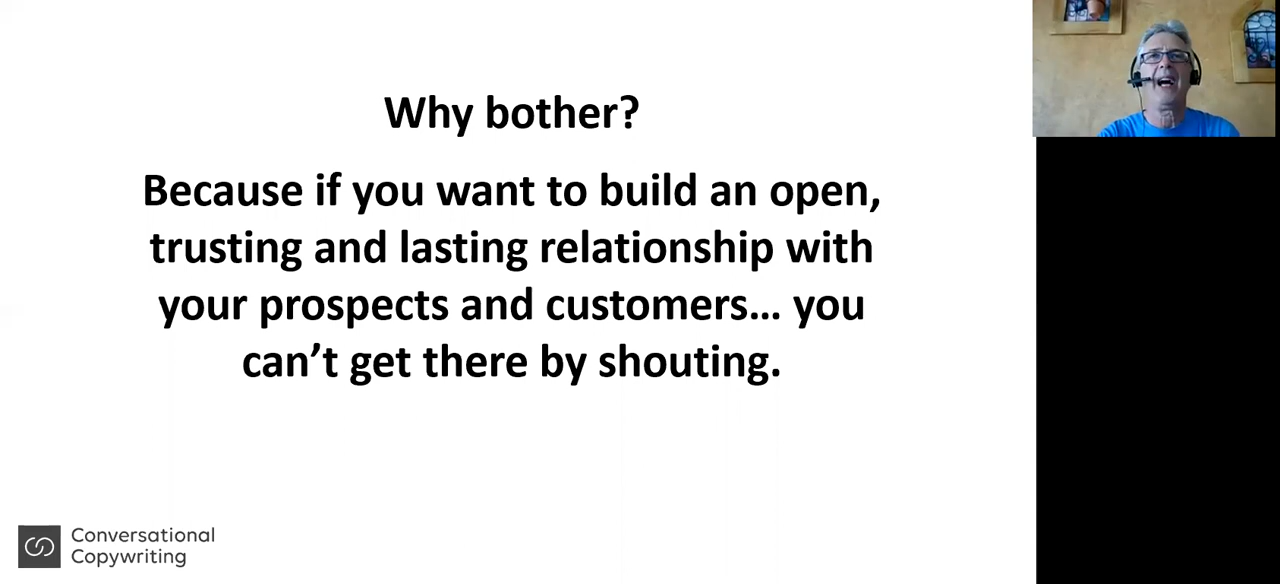 Why bother?
Because if you want to build an open,
trusting and lasting relationship with
your prospects and customers… you
can’t get there by shouting.
Conversational
Copywriting